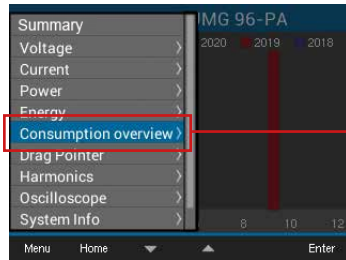 Summary
UMG 96-PA
Voltage
2020 2019 2018
Current
Power
Energy
Consumption overview
Drag Pointer
Harmonics
Oscilloscope
System Info
8 10 12
Menu Home Enter